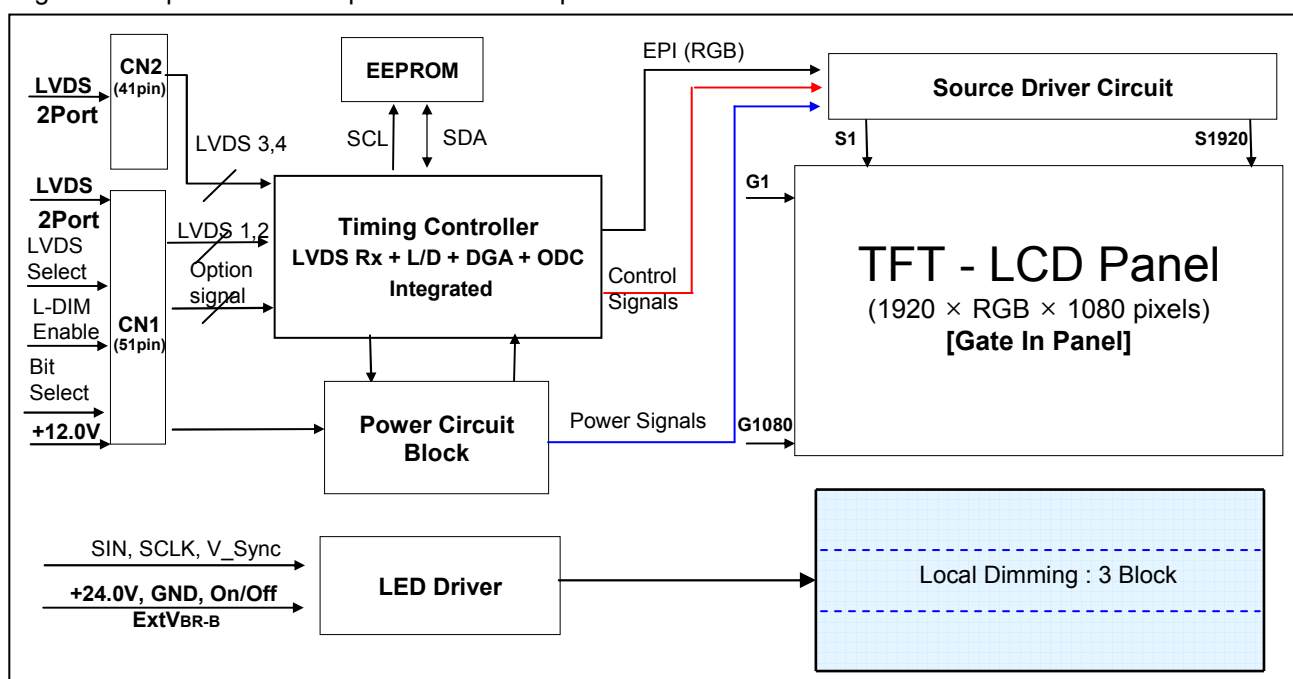 CN2
(41pin)
LVDS
2Port
LVDS 3,4
EEPROM
SCL
SDA
EPI (RGB)
Source Driver Circuit
S1
S1920
LVDS
2Port
LVDS
Select
L-DIM
Enable
Bit
Select
+12.0V
CN1
(51pin)
LVDS 1,2
Option
signal
Timing Controller
LVDS Rx + L/D + DGA + ODC
Integrated
Control
Signals
G1
G1080
TFT - LCD Panel
(1920 × RGB × 1080 pixels)
[Gate In Panel]
Power Circuit
Block
Power Signals
SIN, SCLK, V_Sync
+24.0V, GND, On/Off
ExtVBR-B
LED Driver
Local Dimming : 3 Block